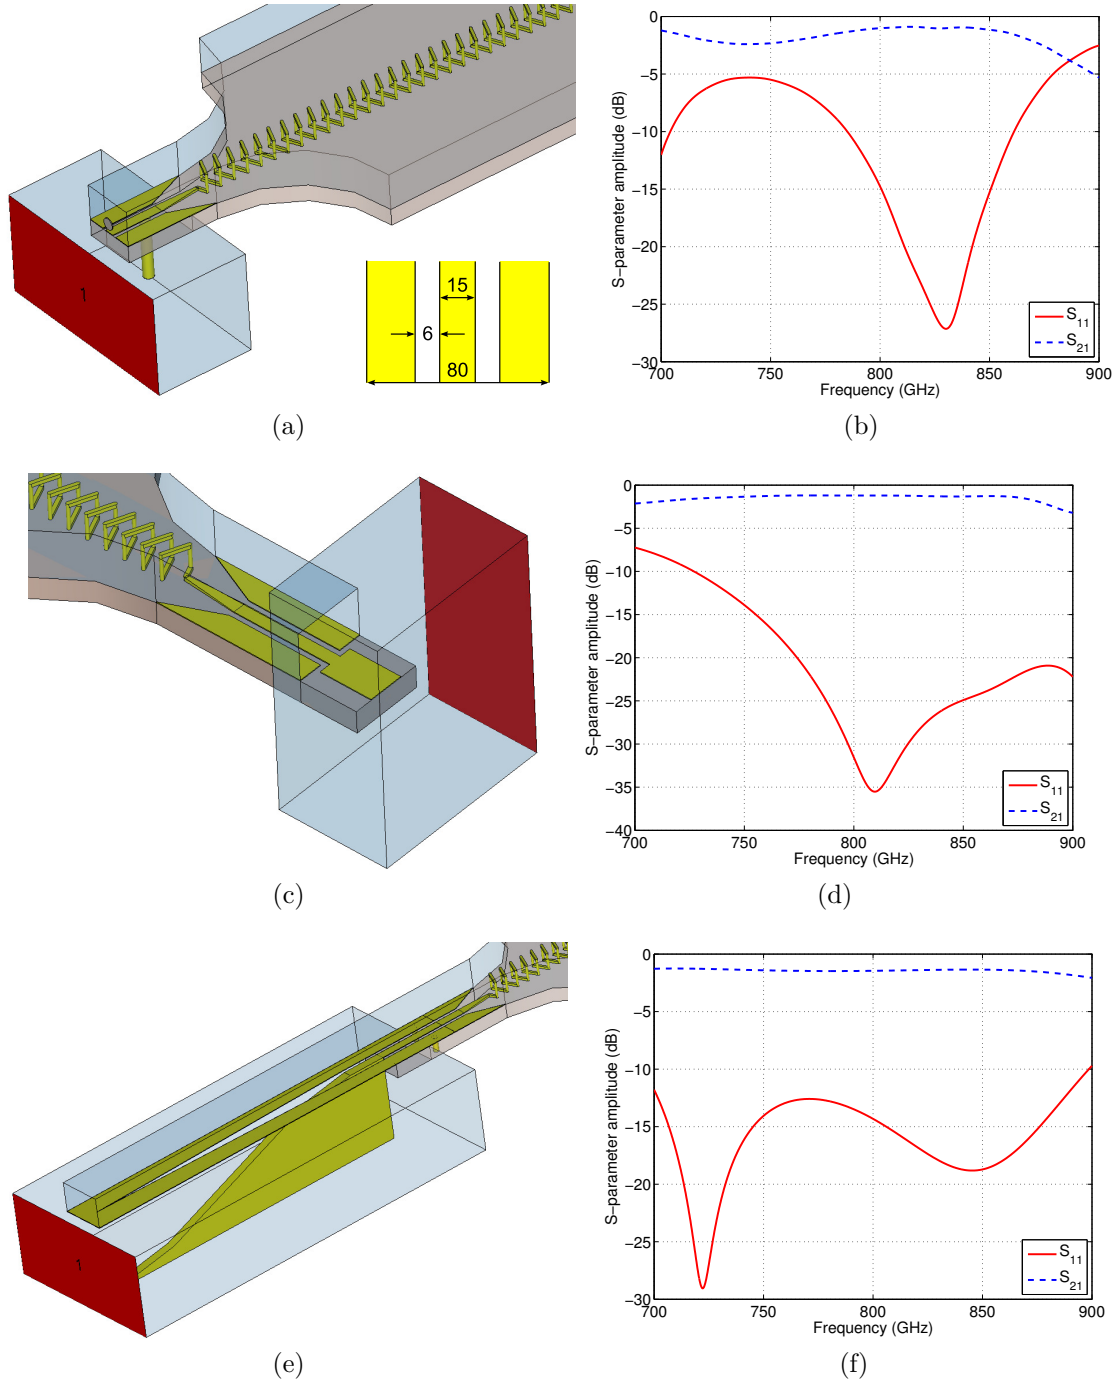 1
15
6
80
(a)
0
−5
−10
−15
−20
−25
−30
S−parameter amplitude (dB)
S11
S21
700 750 800 850 900
Frequency (GHz)
(b)
(c)
0
−5
−10
−15
−20
−25
−30
−35
−40
S−parameter amplitude (dB)
S11
S21
700 750 800 850 900
Frequency (GHz)
(d)
1
(e)
0
−5
−10
−15
−20
−25
−30
S−parameter amplitude (dB)
S11
S21
700 750 800 850 900
Frequency (GHz)
(f)